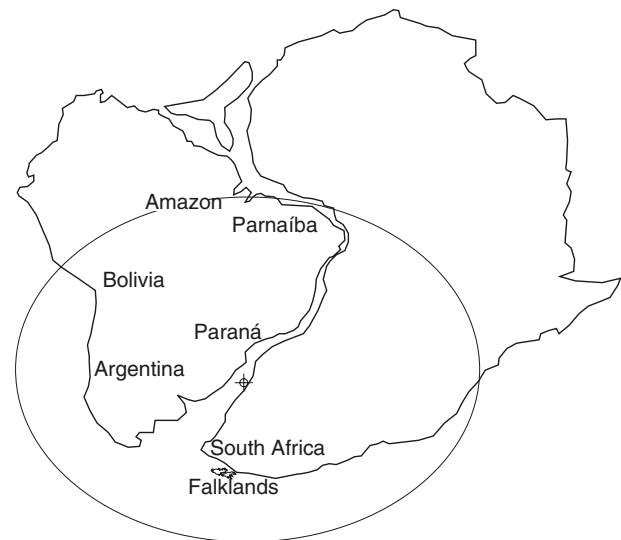 Amazon
Parnaíba
Bolivia
Paraná
Argentina
South Africa
Falklands